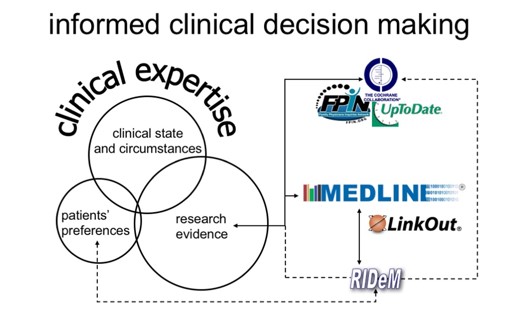 informed clinical decision making
clinical expertise
clinical state
and circumstances
patients'
preferences
research
evidence
THE COCHRANE
COLLABORATION®
FPIN
UpToDate
MEDLINE®
LinkOut®
RIDeM